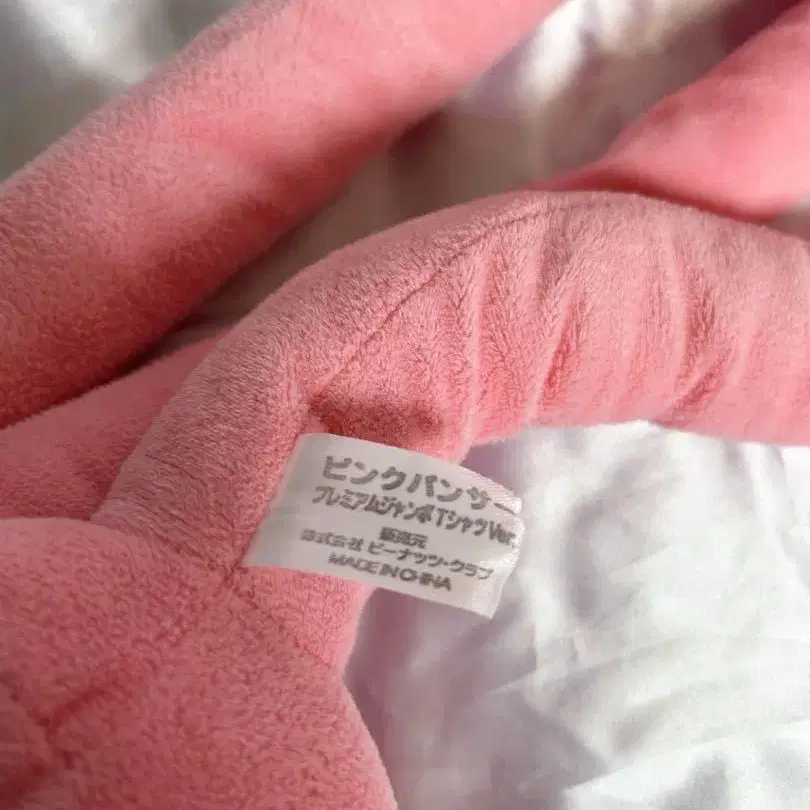 ピンクパンサー
プレミアムジャンボTシャツVer.
販売元
株式会社 ピーナッツ・クラブ
MADE IN CHINA